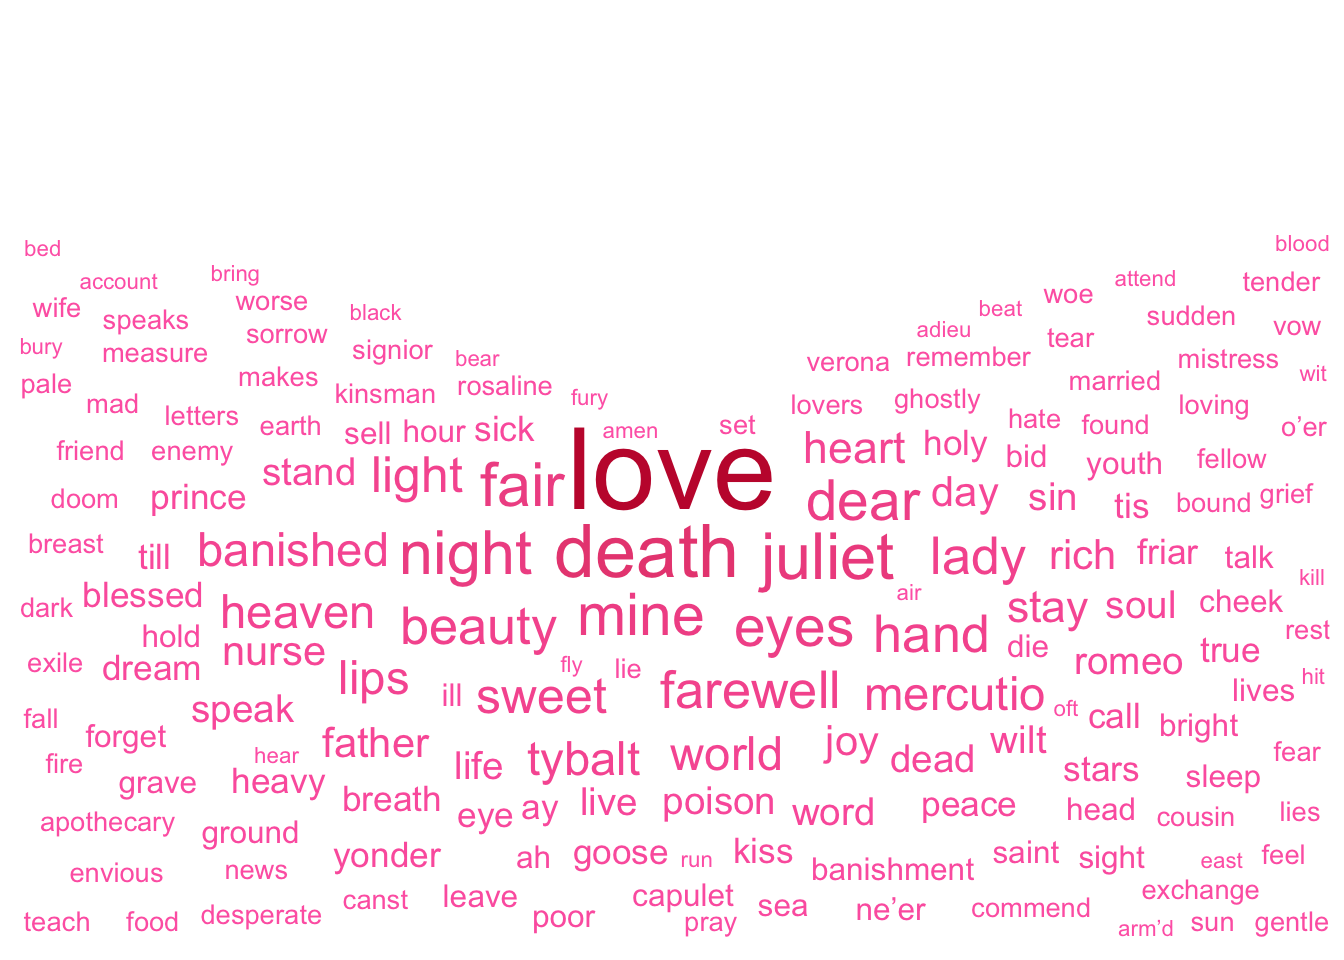 bed blood
account bring attend tender
wife worse black beat woe
speaks sorrow adieu tear sudden vow
bury measure signior bear verona remember mistress wit
pale makes kinsman rosaline fury married
mad letters lovers ghostly loving
earth sell hour sick amen set hate found o’er
friend enemy stand light fair love heart holy bid youth fellow
doom prince dear day sin tis bound grief
breast till banished night death juliet lady rich friar talk
dark blessed air kill
heaven beauty mine eyes hand stay soul cheek rest
hold nurse die true
exile dream lips fly lie romeo hit
fall speak ill sweet farewell mercutio oft call lives
forget father joy wilt bright
fire hear life tybalt world dead fear
grave heavy stars sleep
breath eye ay live poison word peace head cousin lies
apothecary ground
envious news yonder ah goose run kiss banishment saint sight east feel
canst leave capulet sea ne’er exchange
teach food desperate poor pray commend arm’d sun gentle